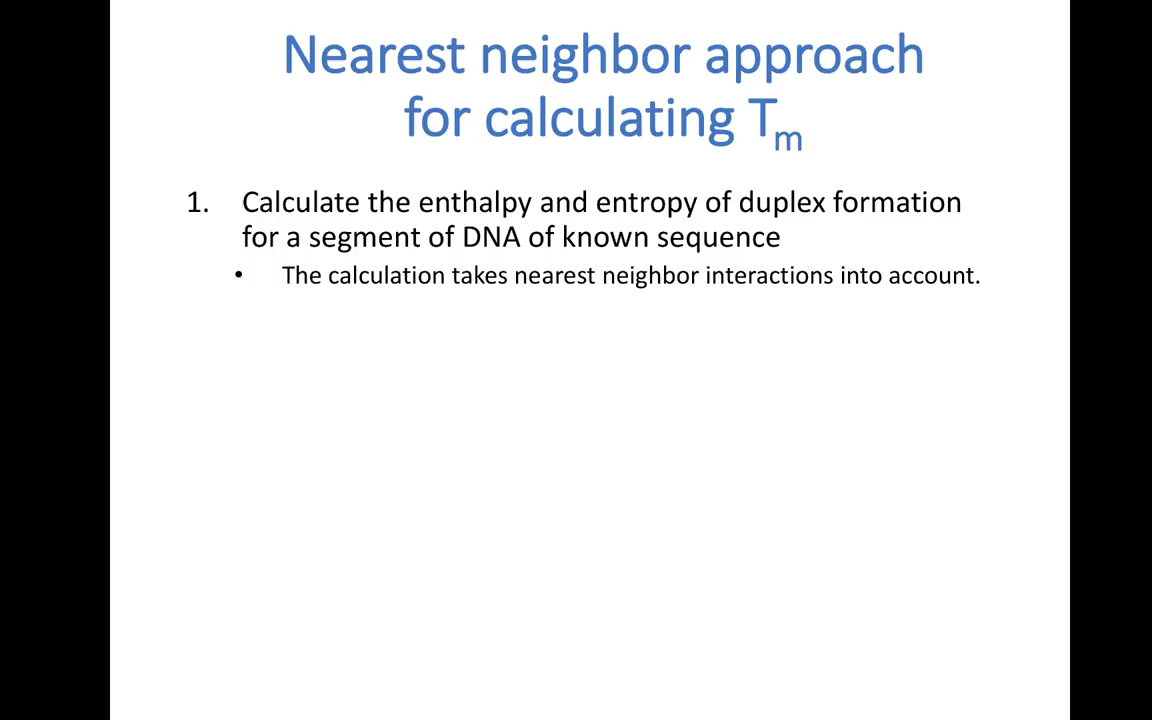 Nearest neighbor approach
for calculating Tm
1. Calculate the enthalpy and entropy of duplex formation
for a segment of DNA of known sequence
• The calculation takes nearest neighbor interactions into account.